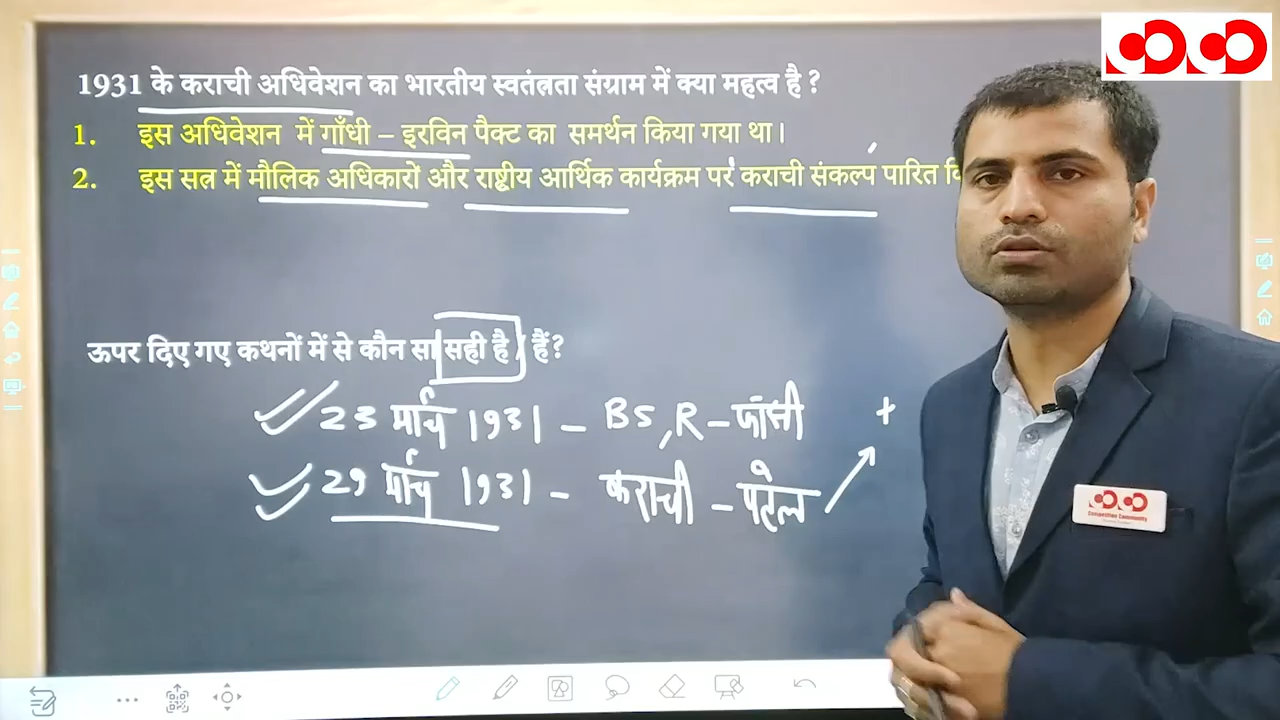 1931 के कराची अधिवेशन का भारतीय स्वतंत्रता संग्राम में क्या महत्व है ?
1. इस अधिवेशन में गाँधी – इरविन पैक्ट का समर्थन किया गया था।
2. इस सत्र में मौलिक अधिकारों और राष्ट्रीय आर्थिक कार्यक्रम पर कराची संकल्प पारित
ऊपर दिए गए कथनों में से कौन सा सही है / हैं?
23 मार्च 1931 – BS, R – फांसी +
29 मार्च 1931 – कराची – पटेल
Competition Community